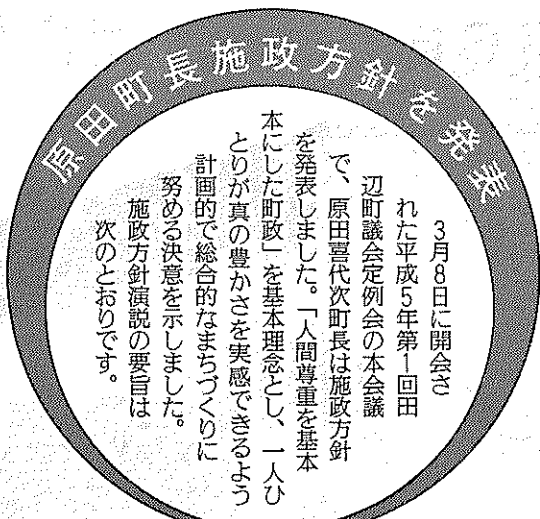 原田町長施政方針を発表
3月8日に開会さ
れた平成5年第1回田
辺町議会定例会の本会議
で、原田喜代次町長は施政方針
を発表しました。「人間尊重を基本
本にした町政」を基本理念とし、一人ひ
とりが真の豊かさを実感できるよう
計画的で総合的なまちづくりに
努める決意を示しました。
施政方針演説の要旨は
次のとおりです。